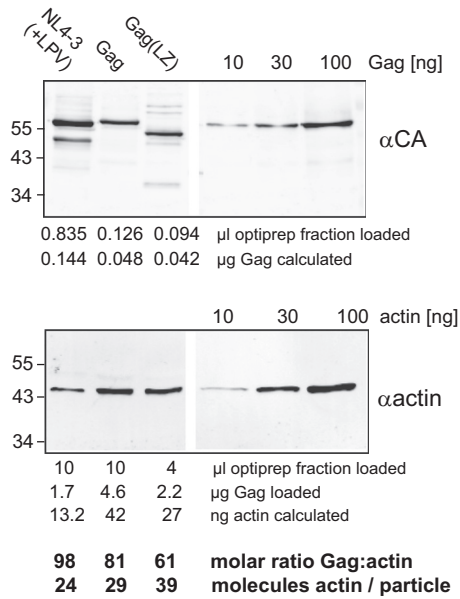 NL4-3 (+LPV) Gag Gag(LZ)
10 30 100 Gag [ng]
55
43
34
αCA
0.835 0.126 0.094 µl optiprep fraction loaded
0.144 0.048 0.042 µg Gag calculated
10 30 100 actin [ng]
55
43
34
αactin
10 10 4 µl optiprep fraction loaded
1.7 4.6 2.2 µg Gag loaded
13.2 42 27 ng actin calculated
98 81 61 molar ratio Gag:actin
24 29 39 molecules actin / particle